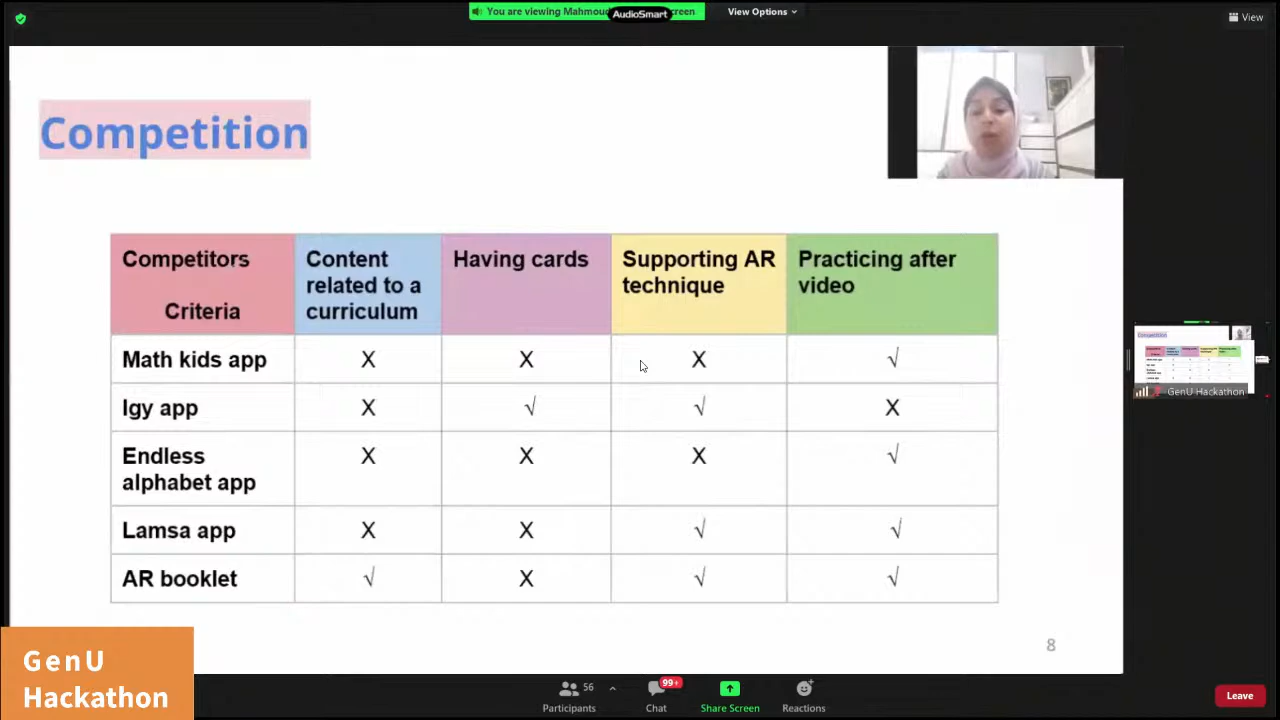 You are viewing Mahmoud
AudioSmart
screen
View Options
View
Competition
Competitors
Criteria
Content related to a curriculum
Having cards
Supporting AR technique
Practicing after video
Math kids app X X X √
Igy app X √ √ X
Endless alphabet app X X X √
Lamsa app X X √ √
AR booklet √ X √ √
8
GenU Hackathon
GenU
Hackathon
56
Participants
99+
Chat
Share Screen
Reactions
Leave